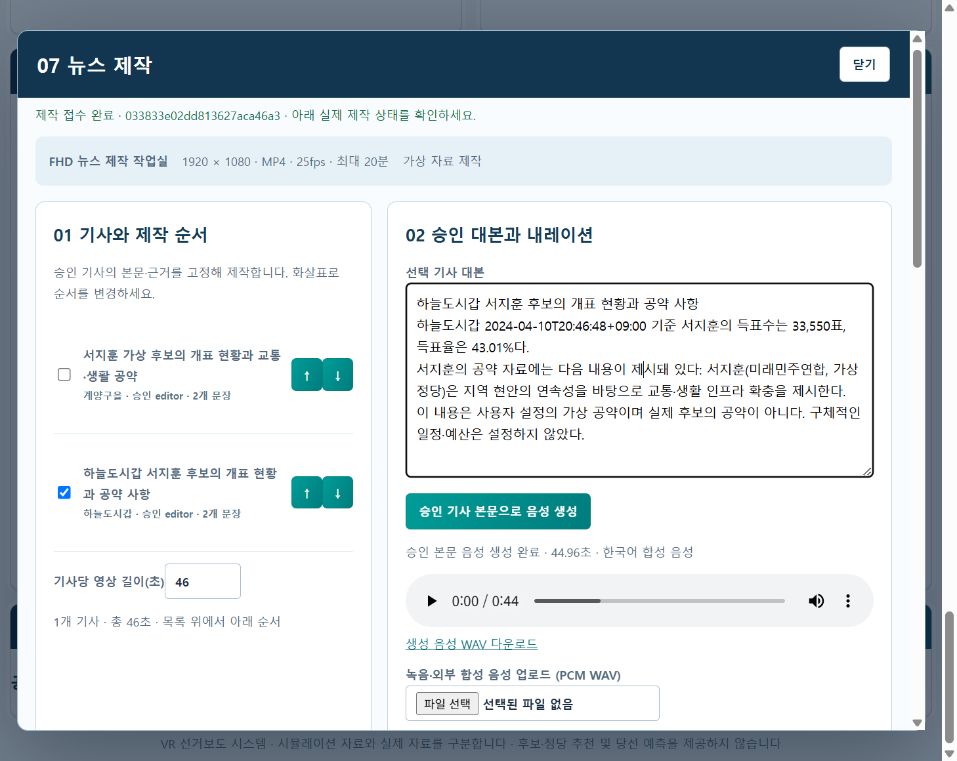 07 뉴스 제작
닫기
제작 접수 완료 · 033833e02dd813627aca46a3 · 아래 실제 제작 상태를 확인하세요.
FHD 뉴스 제작 작업실 1920 × 1080 · MP4 · 25fps · 최대 20분 가상 자료 제작
01 기사와 제작 순서
승인 기사의 본문·근거를 고정해 제작합니다. 화살표로
순서를 변경하세요.
서지훈 가상 후보의 개표 현황과 교통
·생활 공약
계양구을 · 승인 editor · 2개 문장
↑
↓
하늘도시갑 서지훈 후보의 개표 현황
과 공약 사항
하늘도시갑 · 승인 editor · 2개 문장
↑
↓
기사당 영상 길이(초) 46
1개 기사 · 총 46초 · 목록 위에서 아래 순서
02 승인 대본과 내레이션
선택 기사 대본
하늘도시갑 서지훈 후보의 개표 현황과 공약 사항
하늘도시갑 2024-04-10T20:46:48+09:00 기준 서지훈의 득표수는 33,550표,
득표율은 43.01%다.
서지훈의 공약 자료에는 다음 내용이 제시돼 있다: 서지훈(미래민주연합, 가상
정당)은 지역 현안의 연속성을 바탕으로 교통·생활 인프라 확충을 제시한다.
이 내용은 사용자 설정의 가상 공약이며 실제 후보의 공약이 아니다. 구체적인
일정·예산은 설정하지 않았다.
승인 기사 본문으로 음성 생성
승인 본문 음성 생성 완료 · 44.96초 · 한국어 합성 음성
0:00 / 0:44
생성 음성 WAV 다운로드
녹음·외부 합성 음성 업로드 (PCM WAV)
파일 선택 선택된 파일 없음
VR 선거보도 시스템 · 시뮬레이션 자료와 실제 자료를 구분합니다 · 후보·정당 추천 및 당선 예측을 제공하지 않습니다